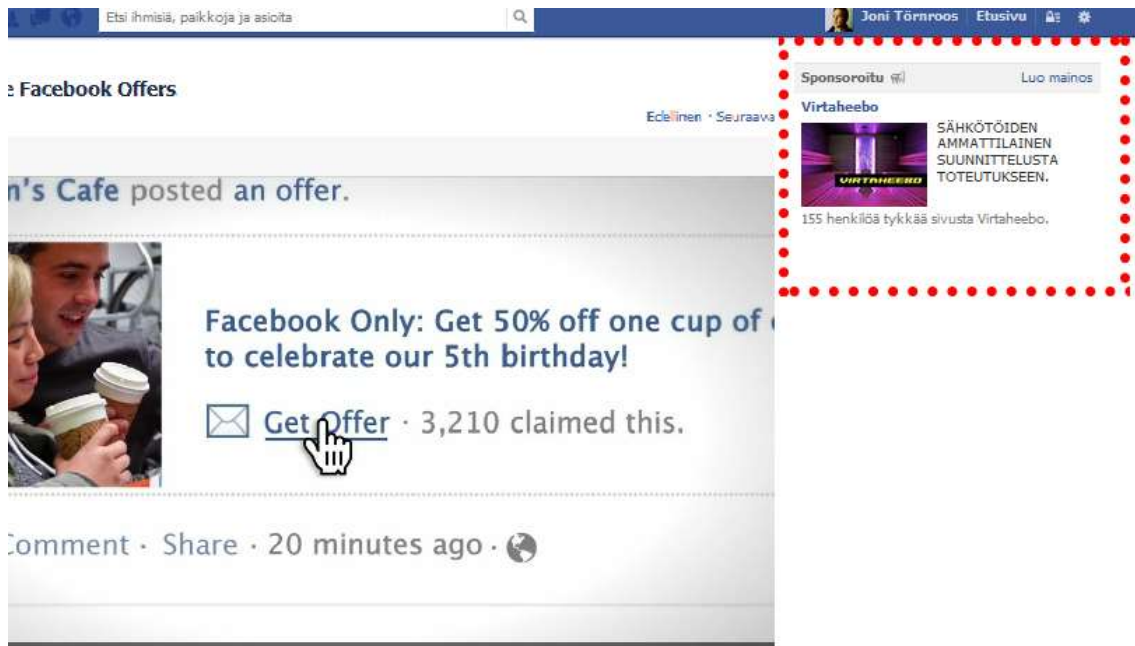 Etsi ihmisiä, paikkoja ja asioita
Joni Törnroos Etusivu
e Facebook Offers
Edellinen · Seuraava
n's Cafe posted an offer.
Facebook Only: Get 50% off one cup of
to celebrate our 5th birthday!
Get Offer · 3,210 claimed this.
Comment · Share · 20 minutes ago ·
Sponsoroitu Luo mainos
Virtaheebo
SÄHKÖTÖIDEN
AMMATTILAINEN
SUUNNITTELUSTA
TOTEUTUKSEEN.
VIRTAHEEBO
155 henkilöä tykkää sivusta Virtaheebo.